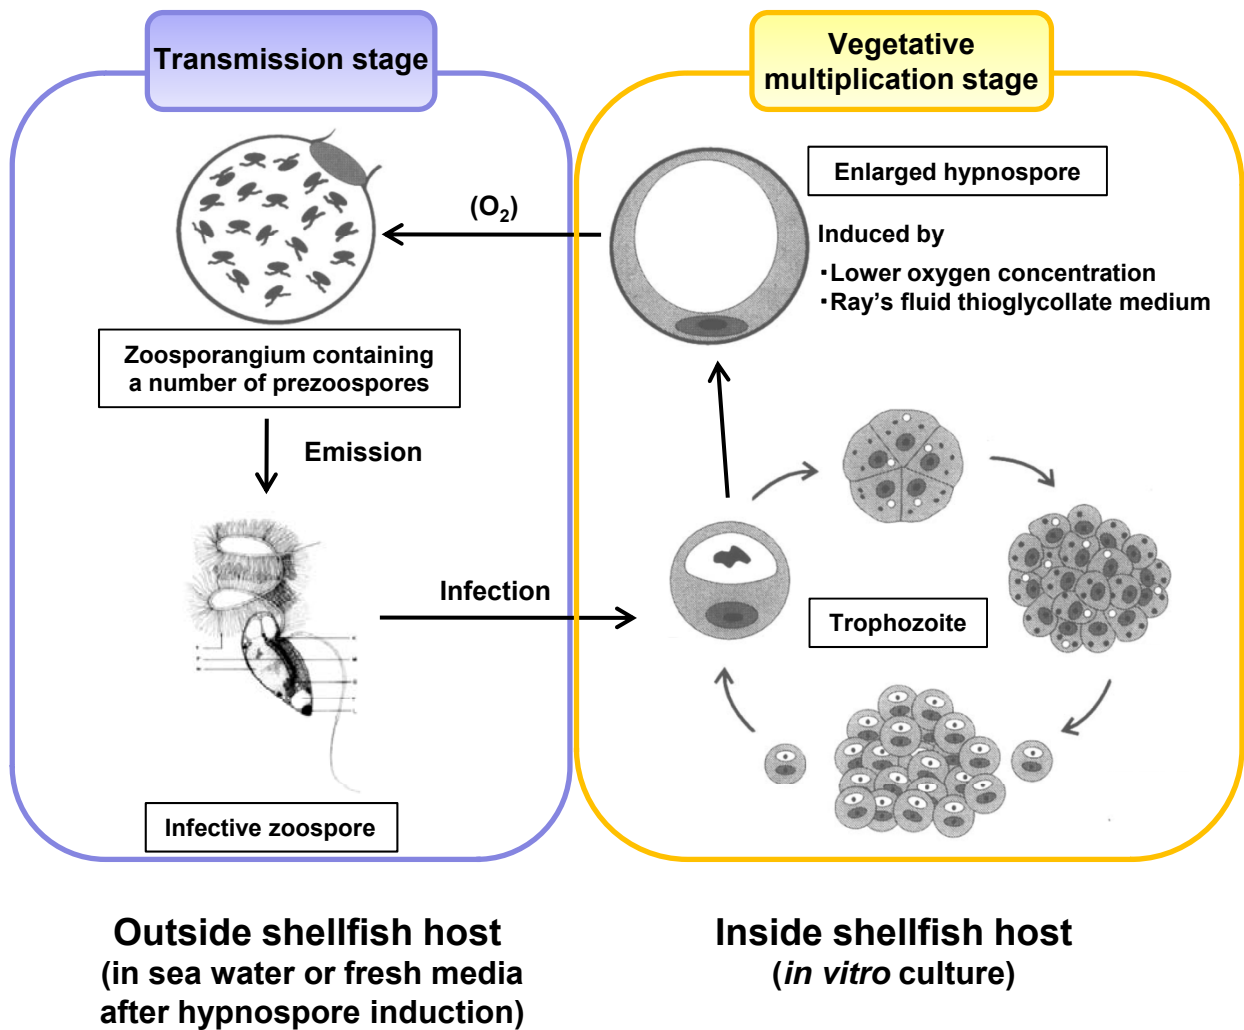 Transmission stage
Vegetative
multiplication stage
Enlarged hypnospore
(O₂)
Induced by
・Lower oxygen concentration
・Ray's fluid thioglycollate medium
Zoosporangium containing
a number of prezoospores
Emission
Infection
Trophozoite
Infective zoospore
Outside shellfish host
(in sea water or fresh media
after hypnospore induction)
Inside shellfish host
(in vitro culture)